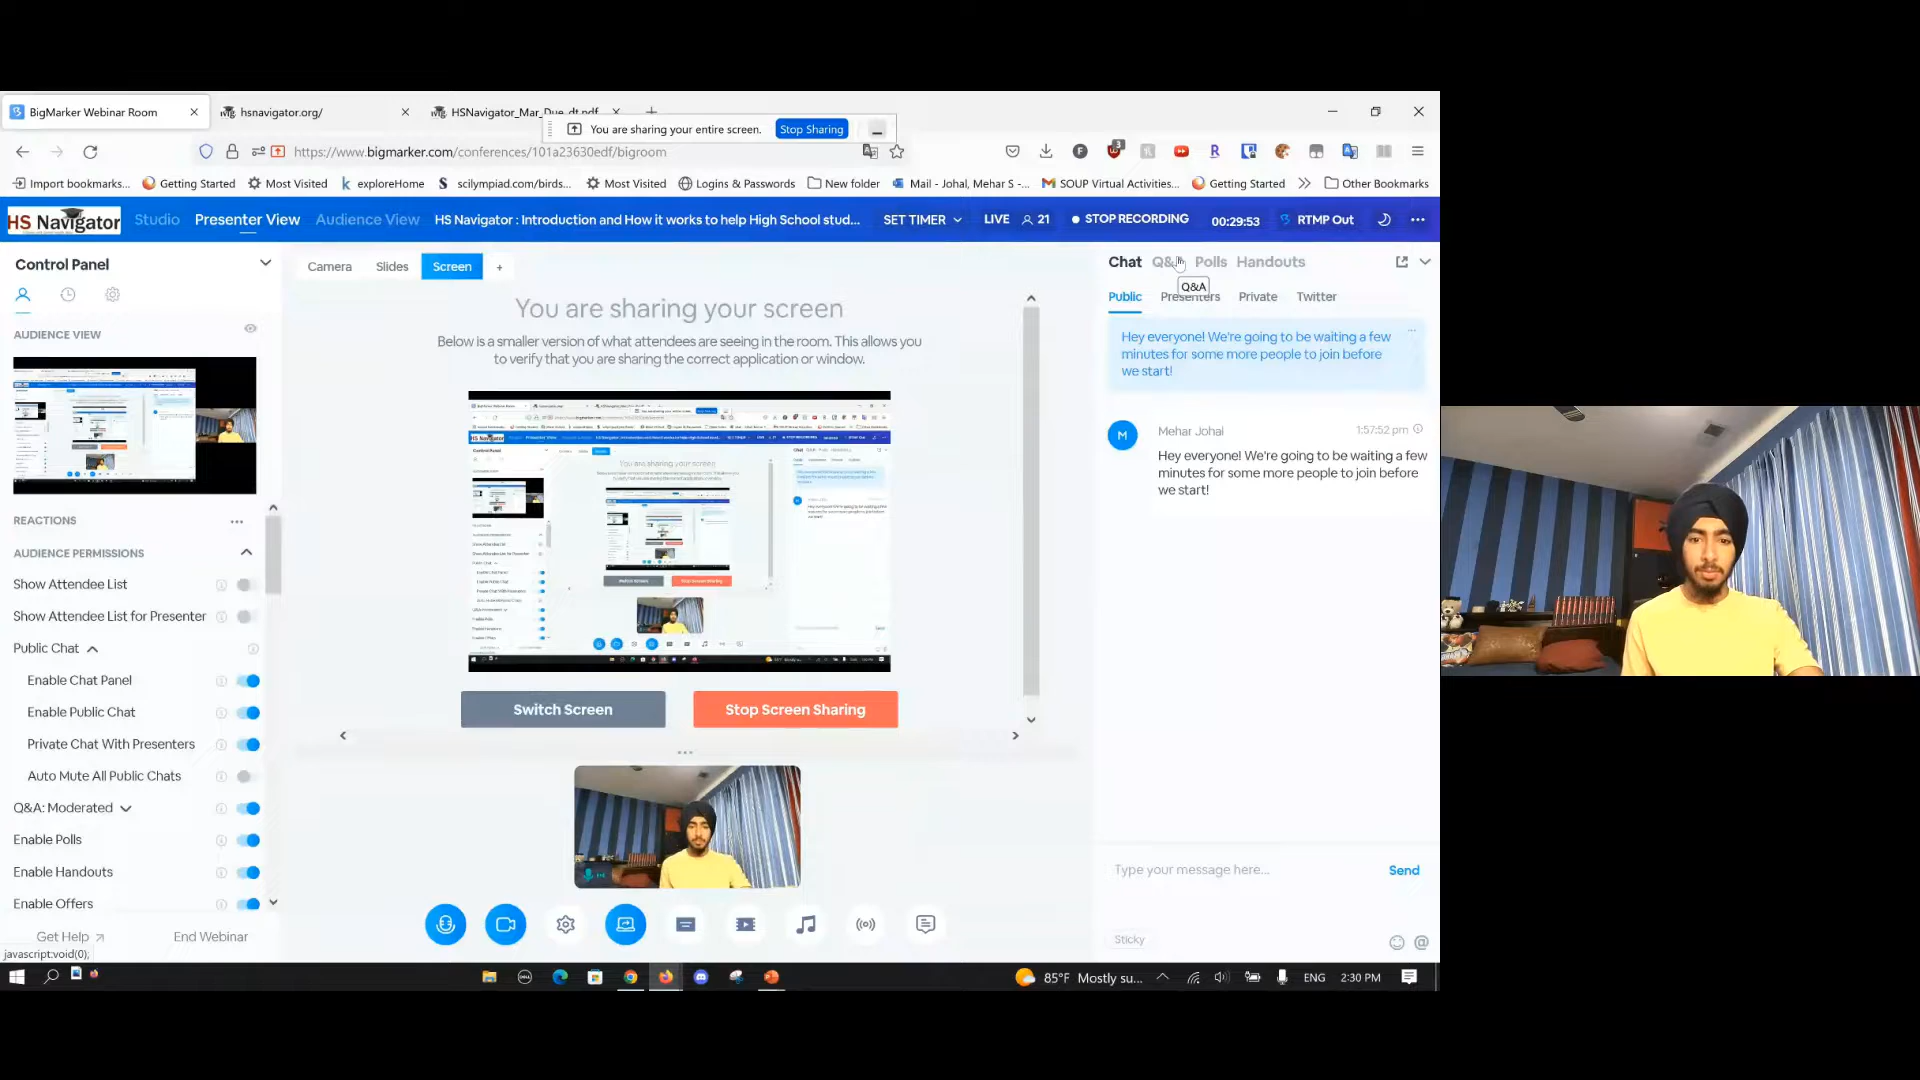 BigMarker Webinar Room
hsnavigator.org/
HSNavigator_Mar_Due_dt.pdf
You are sharing your entire screen.
Stop Sharing
https://www.bigmarker.com/conferences/101a23630edf/bigroom
Import bookmarks...
Getting Started
Most Visited
exploreHome
scilympiad.com/birds...
Most Visited
Logins & Passwords
New folder
Mail - Johal, Mehar S -...
SOUP Virtual Activities...
Getting Started
Other Bookmarks
HS Navigator
Studio
Presenter View
Audience View
HS Navigator : Introduction and How it works to help High School stud...
SET TIMER
LIVE
21
STOP RECORDING
00:29:53
RTMP Out
Control Panel
AUDIENCE VIEW
REACTIONS
AUDIENCE PERMISSIONS
Show Attendee List
Show Attendee List for Presenter
Public Chat
Enable Chat Panel
Enable Public Chat
Private Chat With Presenters
Auto Mute All Public Chats
Q&A: Moderated
Enable Polls
Enable Handouts
Enable Offers
Get Help
End Webinar
javascript:void(0);
Camera
Slides
Screen
+
You are sharing your screen
Below is a smaller version of what attendees are seeing in the room. This allows you
to verify that you are sharing the correct application or window.
Switch Screen
Stop Screen Sharing
Chat
Q&A
Polls
Handouts
Q&A
Public
Presenters
Private
Twitter
Hey everyone! We're going to be waiting a few
minutes for some more people to join before
we start!
M
Mehar Johal
1:57:52 pm
Hey everyone! We're going to be waiting a few
minutes for some more people to join before
we start!
Type your message here...
Send
Sticky
85°F Mostly su...
ENG
2:30 PM